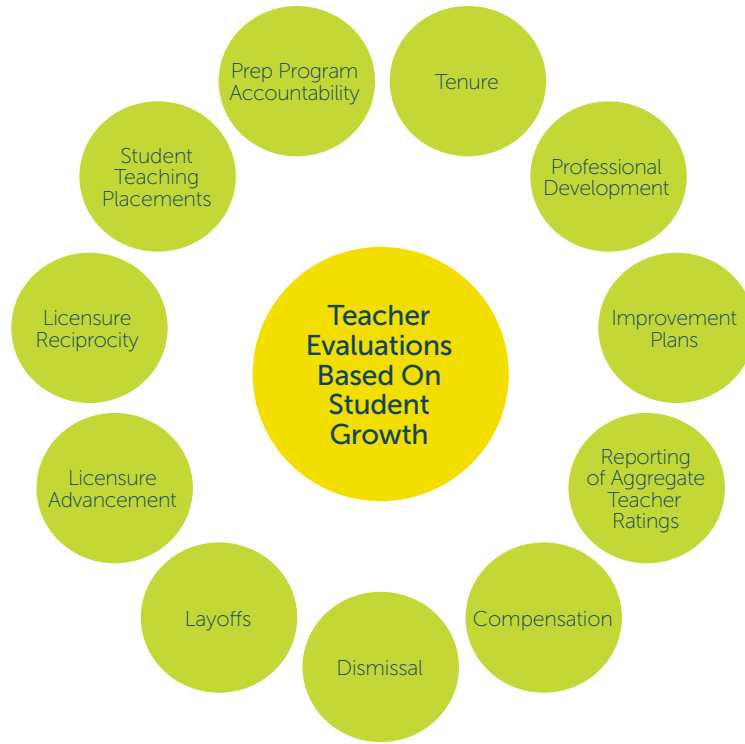 Prep Program
Accountability
Tenure
Student
Teaching
Placements
Professional
Development
Licensure
Reciprocity
Teacher
Evaluations
Based On
Student
Growth
Improvement
Plans
Licensure
Advancement
Reporting
of Aggregate
Teacher
Ratings
Layoffs
Compensation
Dismissal